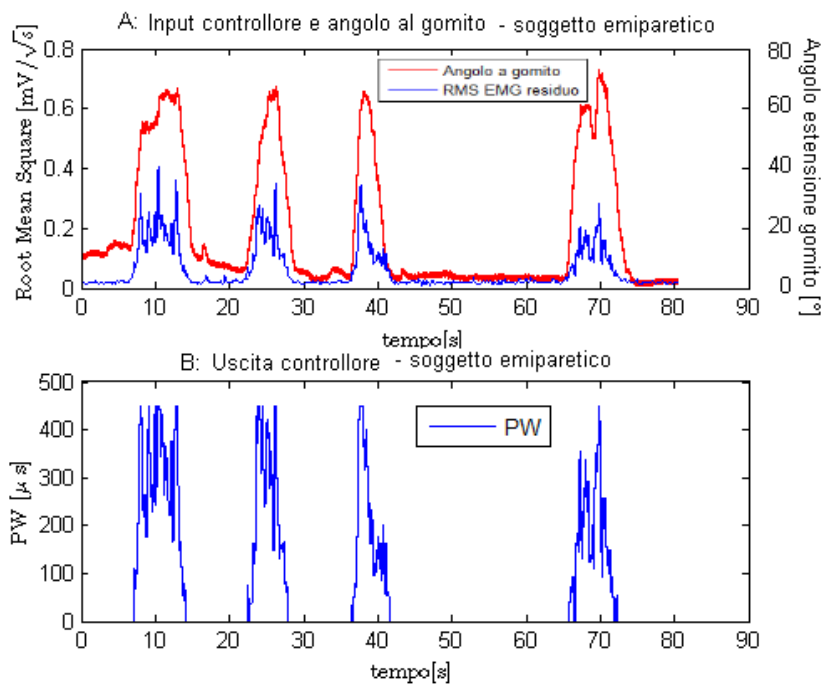 A: Input controllore e angolo al gomito - soggetto emiparetico
Root Mean Square [mV/√s]
0.8
0.6
0.4
0.2
0
Angolo a gomito
RMS EMG residuo
80
60
40
20
0
Angolo estensione gomito [°]
0 10 20 30 40 50 60 70 80 90
tempo[s]
B: Uscita controllore - soggetto emiparetico
PW [μ s]
500
400
300
200
100
0
PW
0 10 20 30 40 50 60 70 80 90
tempo[s]